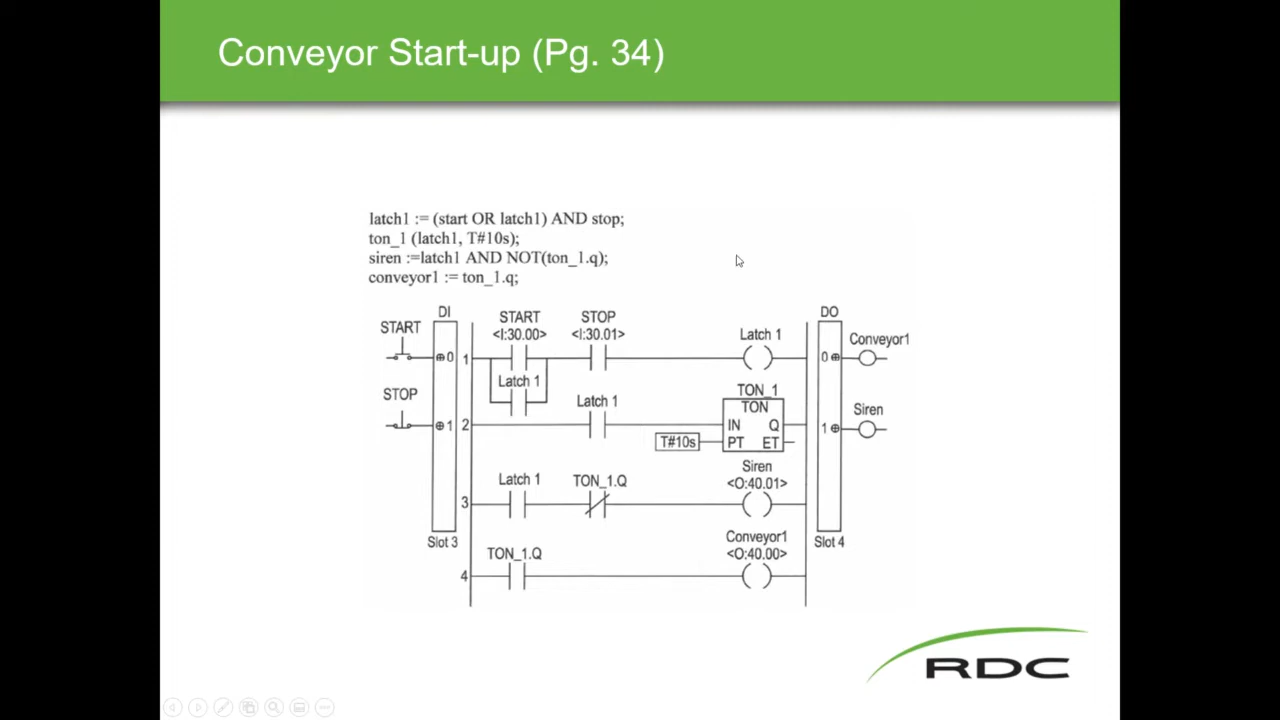 Conveyor Start-up (Pg. 34)
latch1 := (start OR latch1) AND stop;
ton_1 (latch1, T#10s);
siren :=latch1 AND NOT(ton_1.q);
conveyor1 := ton_1.q;
DI
START
STOP
DO
START
<I:30.00>
<I:30.01>
Latch 1
Conveyor1
0
1
0
Latch 1
TON_1
STOP
Latch 1
TON
Siren
1
2
IN Q
1
T#10s
PT ET
Siren
Latch 1
TON_1.Q
<O:40.01>
3
Conveyor1
Slot 3
Slot 4
TON_1.Q
<O:40.00>
4
RDC